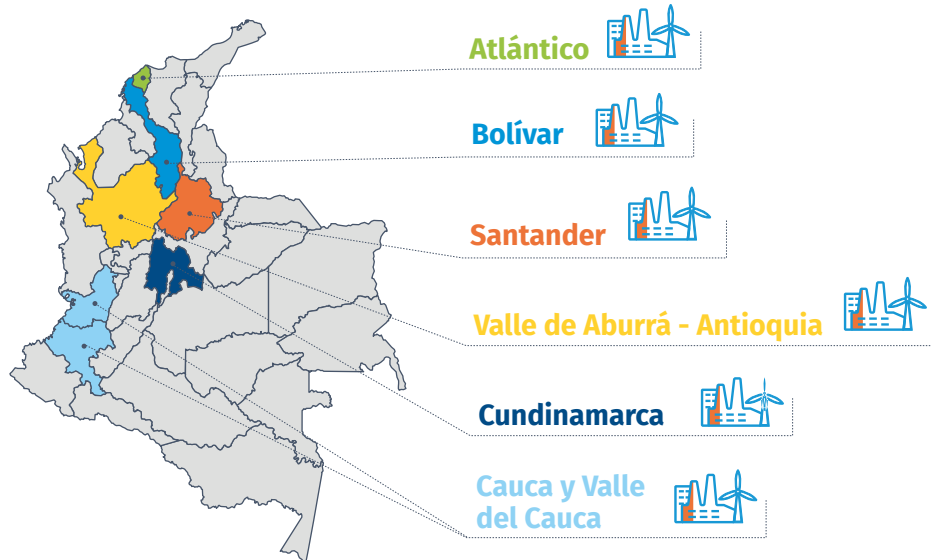 Atlántico
Bolívar
Santander
Valle de Aburrá - Antioquia
Cundinamarca
Cauca y Valle
del Cauca